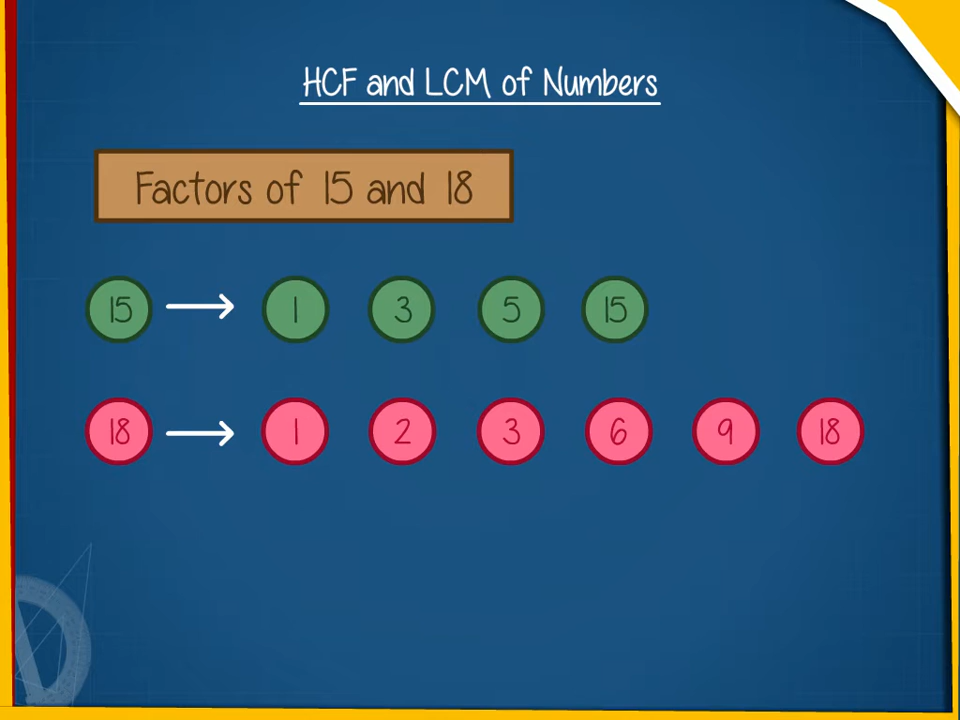 HCF and LCM of Numbers
Factors of 15 and 18
15 → 1 3 5 15
18 → 1 2 3 6 9 18